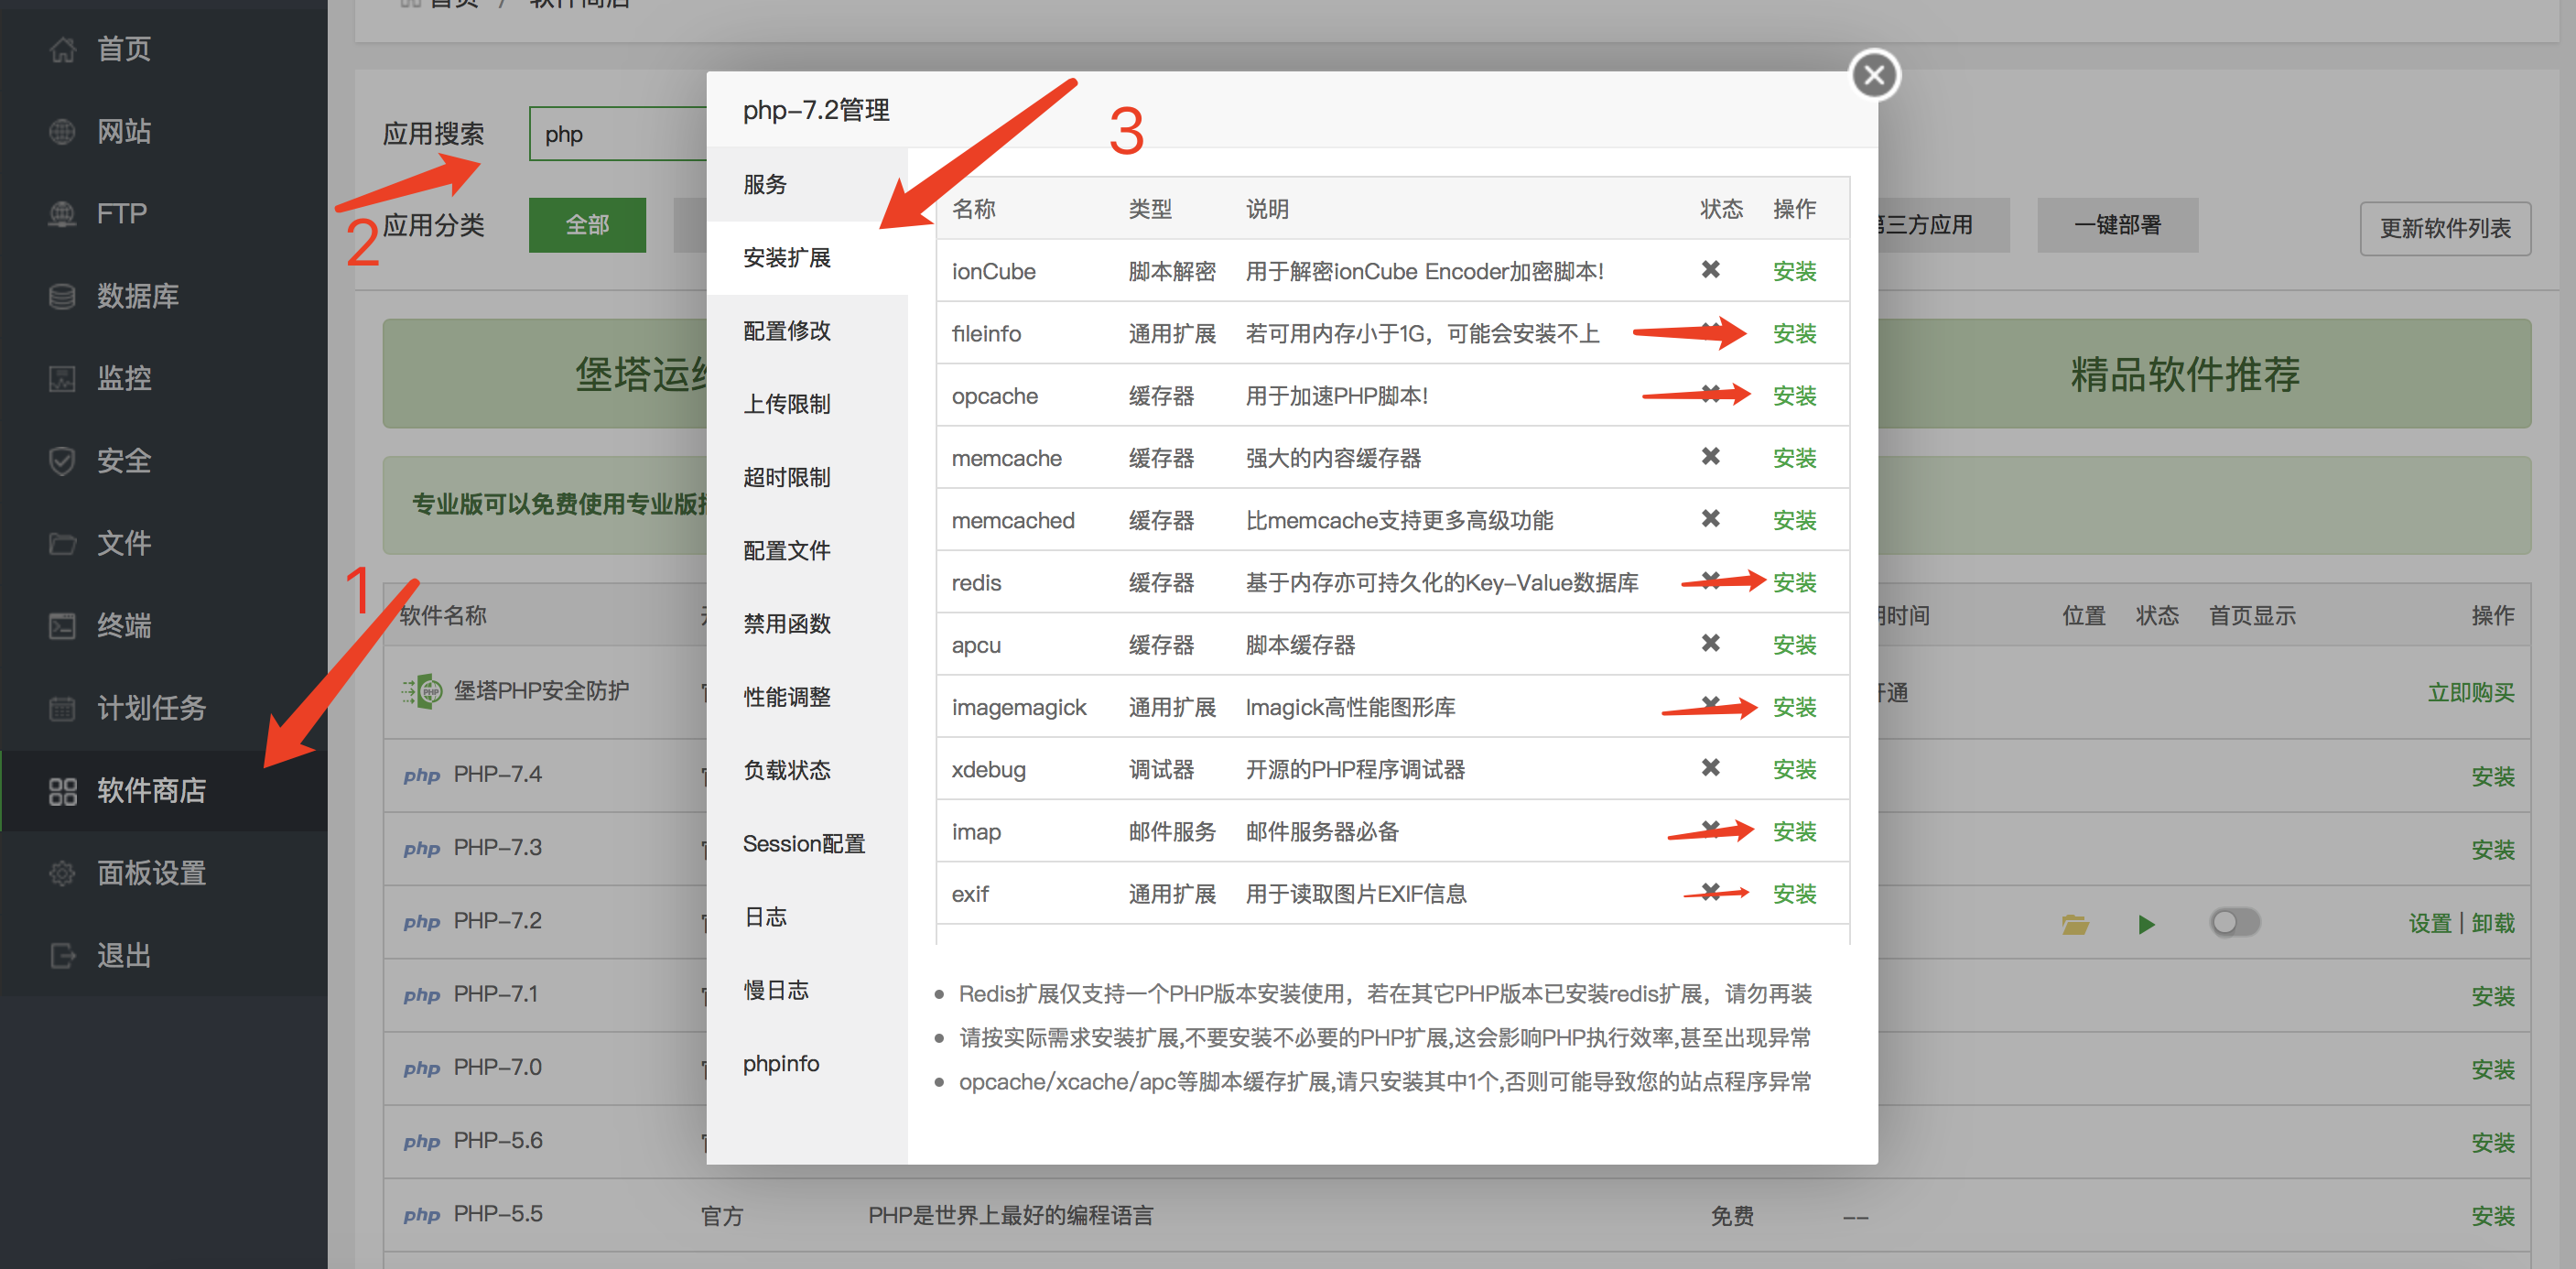 首页
网站
FTP
数据库
监控
安全
文件
终端
计划任务
软件商店
面板设置
退出
首页 / 软件商店
应用搜索 php
2
应用分类 全部
第三方应用 一键部署 更新软件列表
堡塔运维
精品软件推荐
专业版可以免费使用专业版
1
软件名称
期时间 位置 状态 首页显示 操作
堡塔PHP安全防护
开通 立即购买
php PHP-7.4 安装
php PHP-7.3 安装
php PHP-7.2 设置 | 卸载
php PHP-7.1 安装
php PHP-7.0 安装
php PHP-5.6 安装
php PHP-5.5 官方 PHP是世界上最好的编程语言 免费 -- 安装
php-7.2管理
3
服务
安装扩展
配置修改
上传限制
超时限制
配置文件
禁用函数
性能调整
负载状态
Session配置
日志
慢日志
phpinfo
名称 类型 说明 状态 操作
ionCube 脚本解密 用于解密ionCube Encoder加密脚本! 安装
fileinfo 通用扩展 若可用内存小于1G，可能会安装不上 安装
opcache 缓存器 用于加速PHP脚本! 安装
memcache 缓存器 强大的内容缓存器 安装
memcached 缓存器 比memcache支持更多高级功能 安装
redis 缓存器 基于内存亦可持久化的Key-Value数据库 安装
apcu 缓存器 脚本缓存器 安装
imagemagick 通用扩展 Imagick高性能图形库 安装
xdebug 调试器 开源的PHP程序调试器 安装
imap 邮件服务 邮件服务器必备 安装
exif 通用扩展 用于读取图片EXIF信息 安装
Redis扩展仅支持一个PHP版本安装使用，若在其它PHP版本已安装redis扩展，请勿再装
请按实际需求安装扩展,不要安装不必要的PHP扩展,这会影响PHP执行效率,甚至出现异常
opcache/xcache/apc等脚本缓存扩展,请只安装其中1个,否则可能导致您的站点程序异常